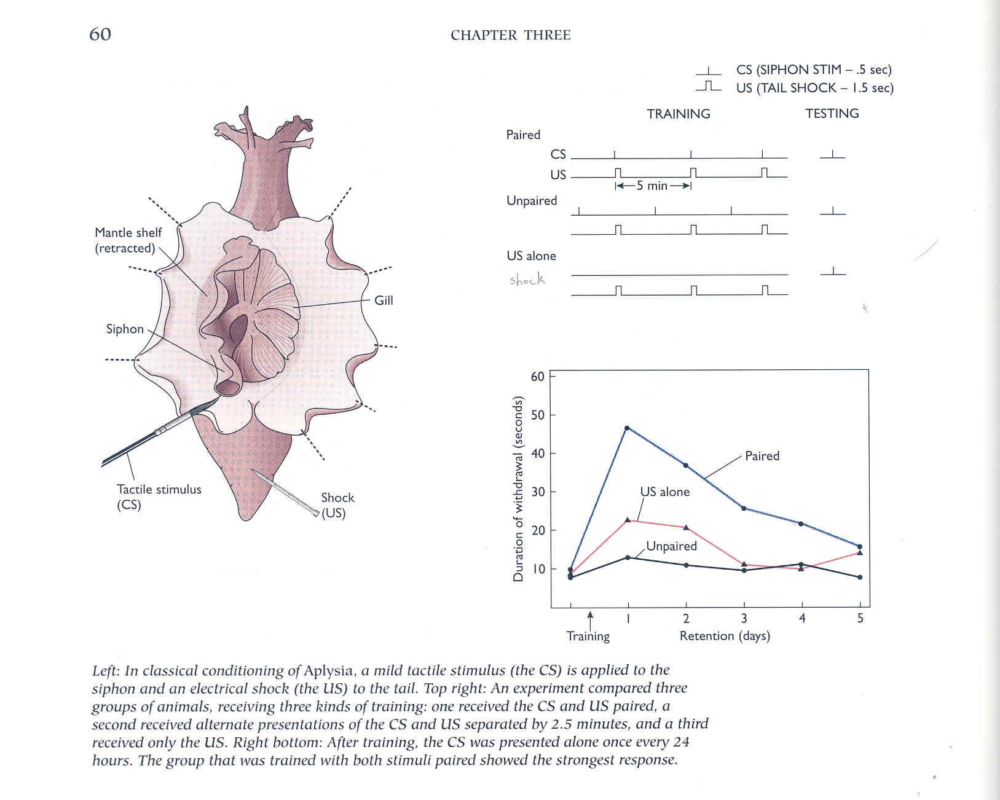 60
CHAPTER THREE
CS (SIPHON STIM – .5 sec)
US (TAIL SHOCK – 1.5 sec)
TRAINING
TESTING
Paired
CS
US
5 min
Unpaired
US alone
shock
Mantle shelf
(retracted)
Gill
Siphon
Tactile stimulus
(CS)
Shock
(US)
Duration of withdrawal (seconds)
60
50
40
30
20
10
Paired
US alone
Unpaired
1
2
3
4
5
Training
Retention (days)
Left: In classical conditioning of Aplysia, a mild tactile stimulus (the CS) is applied to the
siphon and an electrical shock (the US) to the tail. Top right: An experiment compared three
groups of animals, receiving three kinds of training: one received the CS and US paired, a
second received alternate presentations of the CS and US separated by 2.5 minutes, and a third
received only the US. Right bottom: After training, the CS was presented alone once every 24
hours. The group that was trained with both stimuli paired showed the strongest response.